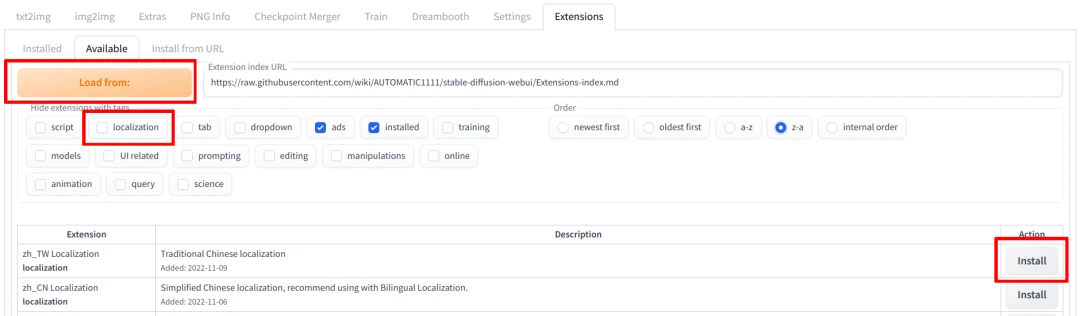 txt2img img2img Extras PNG Info Checkpoint Merger Train Dreambooth Settings Extensions
Installed Available Install from URL
Extension index URL
Load from: https://raw.githubusercontent.com/wiki/AUTOMATIC1111/stable-diffusion-webui/Extensions-index.md
Hide extensions with tags Order
script localization tab dropdown ads installed training newest first oldest first a-z z-a internal order
models UI related prompting editing manipulations online
animation query science
Extension Description Action
zh_TW Localization Traditional Chinese localization Install
localization Added: 2022-11-09
zh_CN Localization Simplified Chinese localization, recommend using with Bilingual Localization. Install
localization Added: 2022-11-06